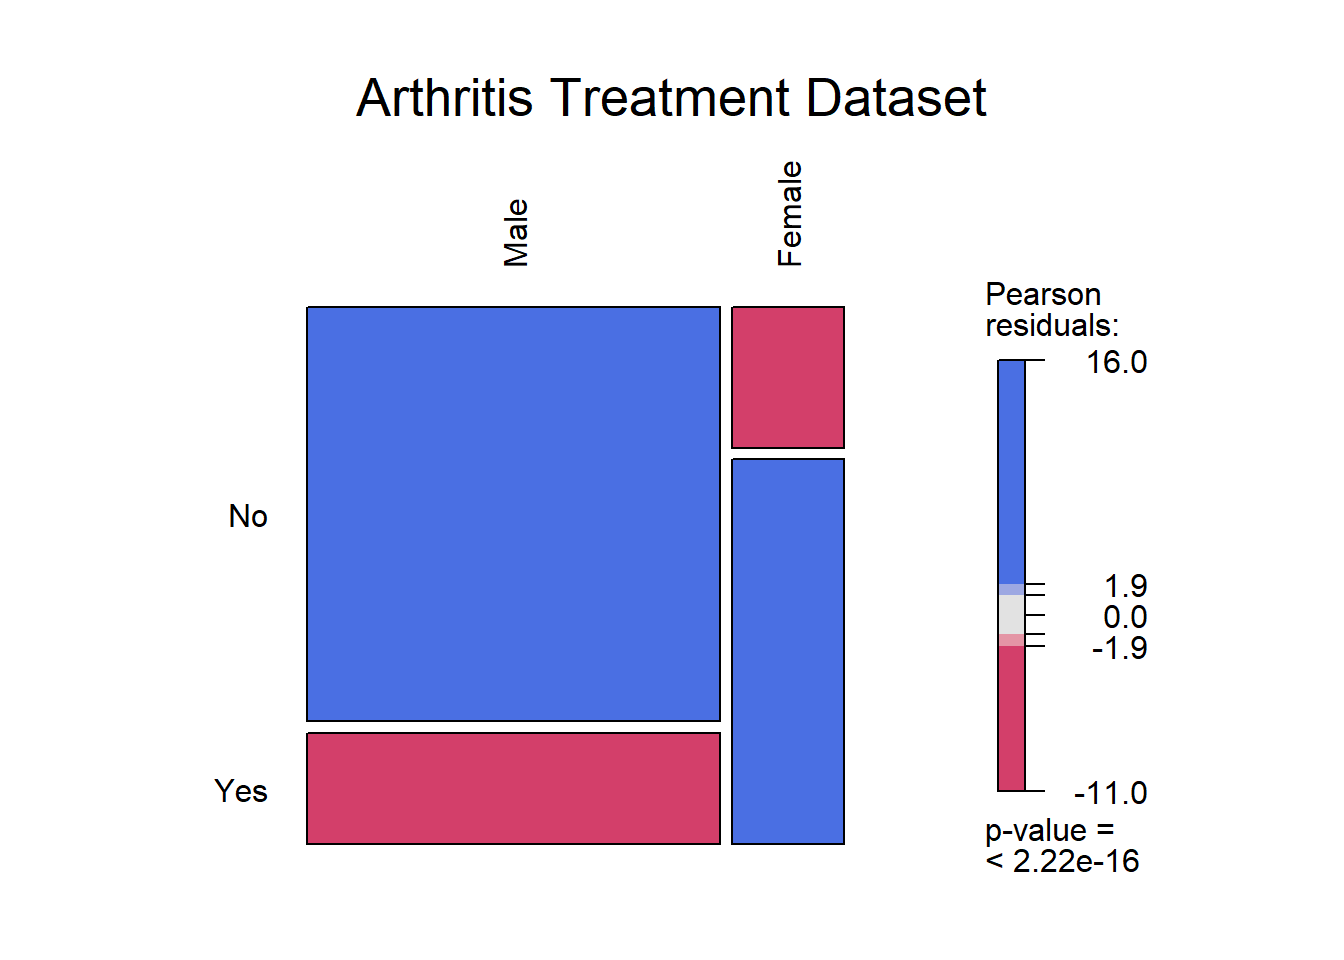 Arthritis Treatment Dataset
Male
Female
No
Yes
Pearson
residuals:
16.0
1.9
0.0
-1.9
-11.0
p-value =
< 2.22e-16